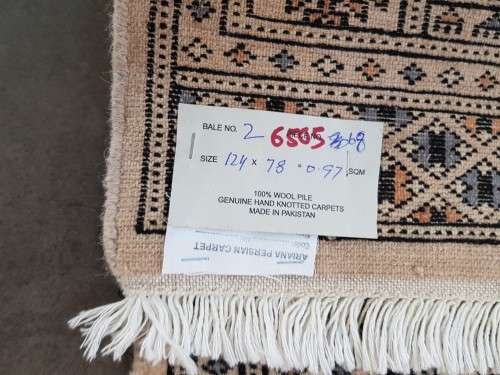 BALE NO. 2 6505
SIZE 124 x 78 = 0.97 SQM
100% WOOL PILE
GENUINE HAND KNOTTED CARPETS
MADE IN PAKISTAN
ARIANA PERSIAN CARPET
Code